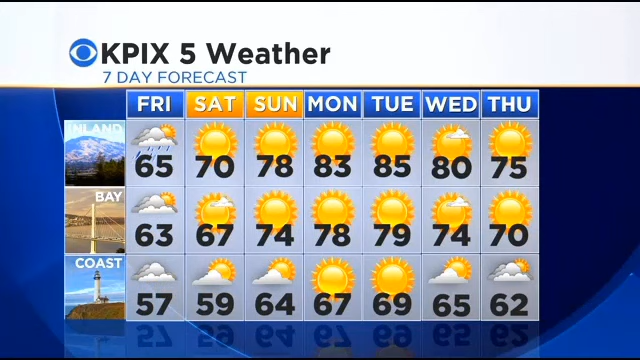 KPIX 5 Weather
7 DAY FORECAST
FRI SAT SUN MON TUE WED THU
INLAND
65 70 78 83 85 80 75
BAY
63 67 74 78 79 74 70
COAST
57 59 64 67 69 65 62